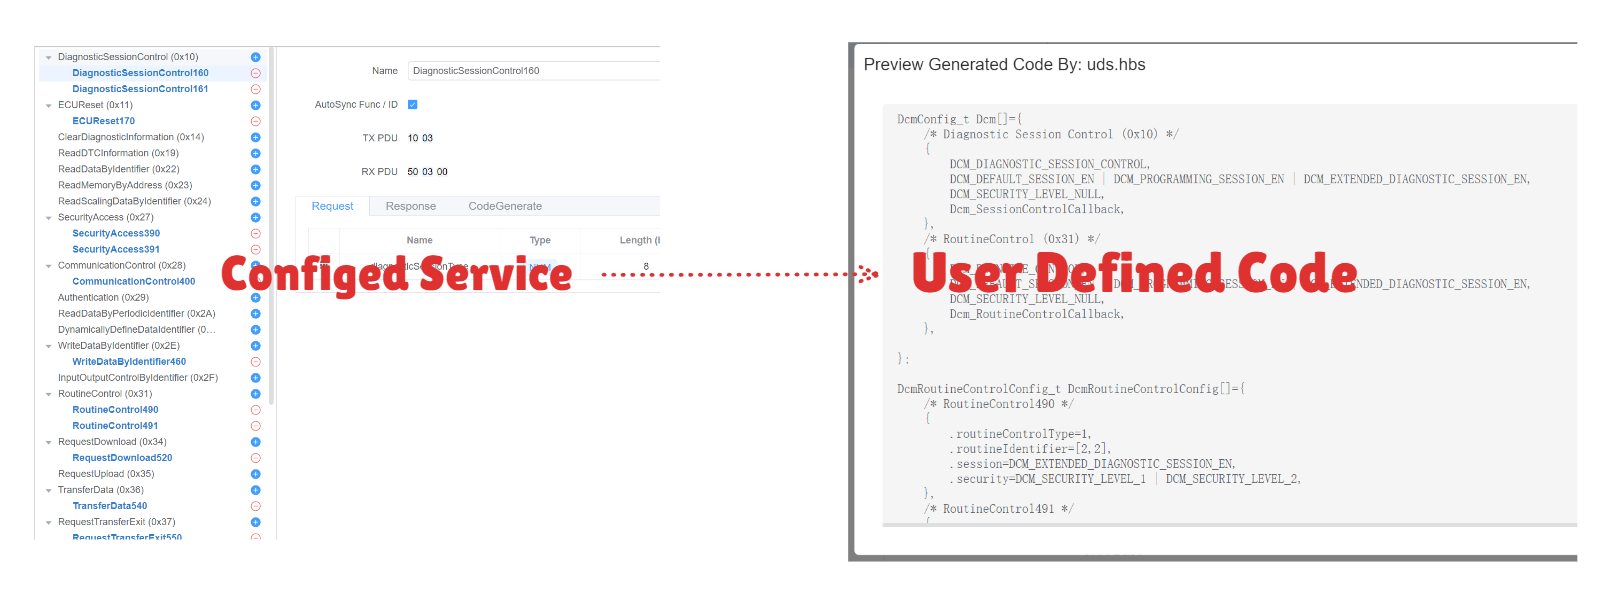 DiagnosticSessionControl (0x10)
DiagnosticSessionControl160
DiagnosticSessionControl161
ECUReset (0x11)
ECUReset170
ClearDiagnosticInformation (0x14)
ReadDTCInformation (0x19)
ReadDataByIdentifier (0x22)
ReadMemoryByAddress (0x23)
ReadScalingDataByIdentifier (0x24)
SecurityAccess (0x27)
SecurityAccess390
SecurityAccess391
CommunicationControl (0x28)
CommunicationControl400
Authentication (0x29)
ReadDataByPeriodicIdentifier (0x2A)
DynamicallyDefineDataIdentifier (0...
WriteDataByIdentifier (0x2E)
WriteDataByIdentifier460
InputOutputControlByIdentifier (0x2F)
RoutineControl (0x31)
RoutineControl490
RoutineControl491
RequestDownload (0x34)
RequestDownload520
RequestUpload (0x35)
TransferData (0x36)
TransferData540
RequestTransferExit (0x37)
RequestTransferExit550
Name DiagnosticSessionControl160
AutoSync Func / ID
TX PDU 10 03
RX PDU 50 03 00
Request Response CodeGenerate
Name Type Length (
8
Configed Service
Preview Generated Code By: uds.hbs
DcmConfig_t Dcm[]={
/* Diagnostic Session Control (0x10) */
{
DCM_DIAGNOSTIC_SESSION_CONTROL,
DCM_DEFAULT_SESSION_EN | DCM_PROGRAMMING_SESSION_EN | DCM_EXTENDED_DIAGNOSTIC_SESSION_EN,
DCM_SECURITY_LEVEL_NULL,
Dcm_SessionControlCallback,
},
/* RoutineControl (0x31) */
{
User Defined Code
EXTENDED_DIAGNOSTIC_SESSION_EN,
DCM_SECURITY_LEVEL_NULL,
Dcm_RoutineControlCallback,
},
};
DcmRoutineControlConfig_t DcmRoutineControlConfig[]={
/* RoutineControl490 */
{
.routineControlType=1,
.routineIdentifier=[2,2],
.session=DCM_EXTENDED_DIAGNOSTIC_SESSION_EN,
.security=DCM_SECURITY_LEVEL_1 | DCM_SECURITY_LEVEL_2,
},
/* RoutineControl491 */
{